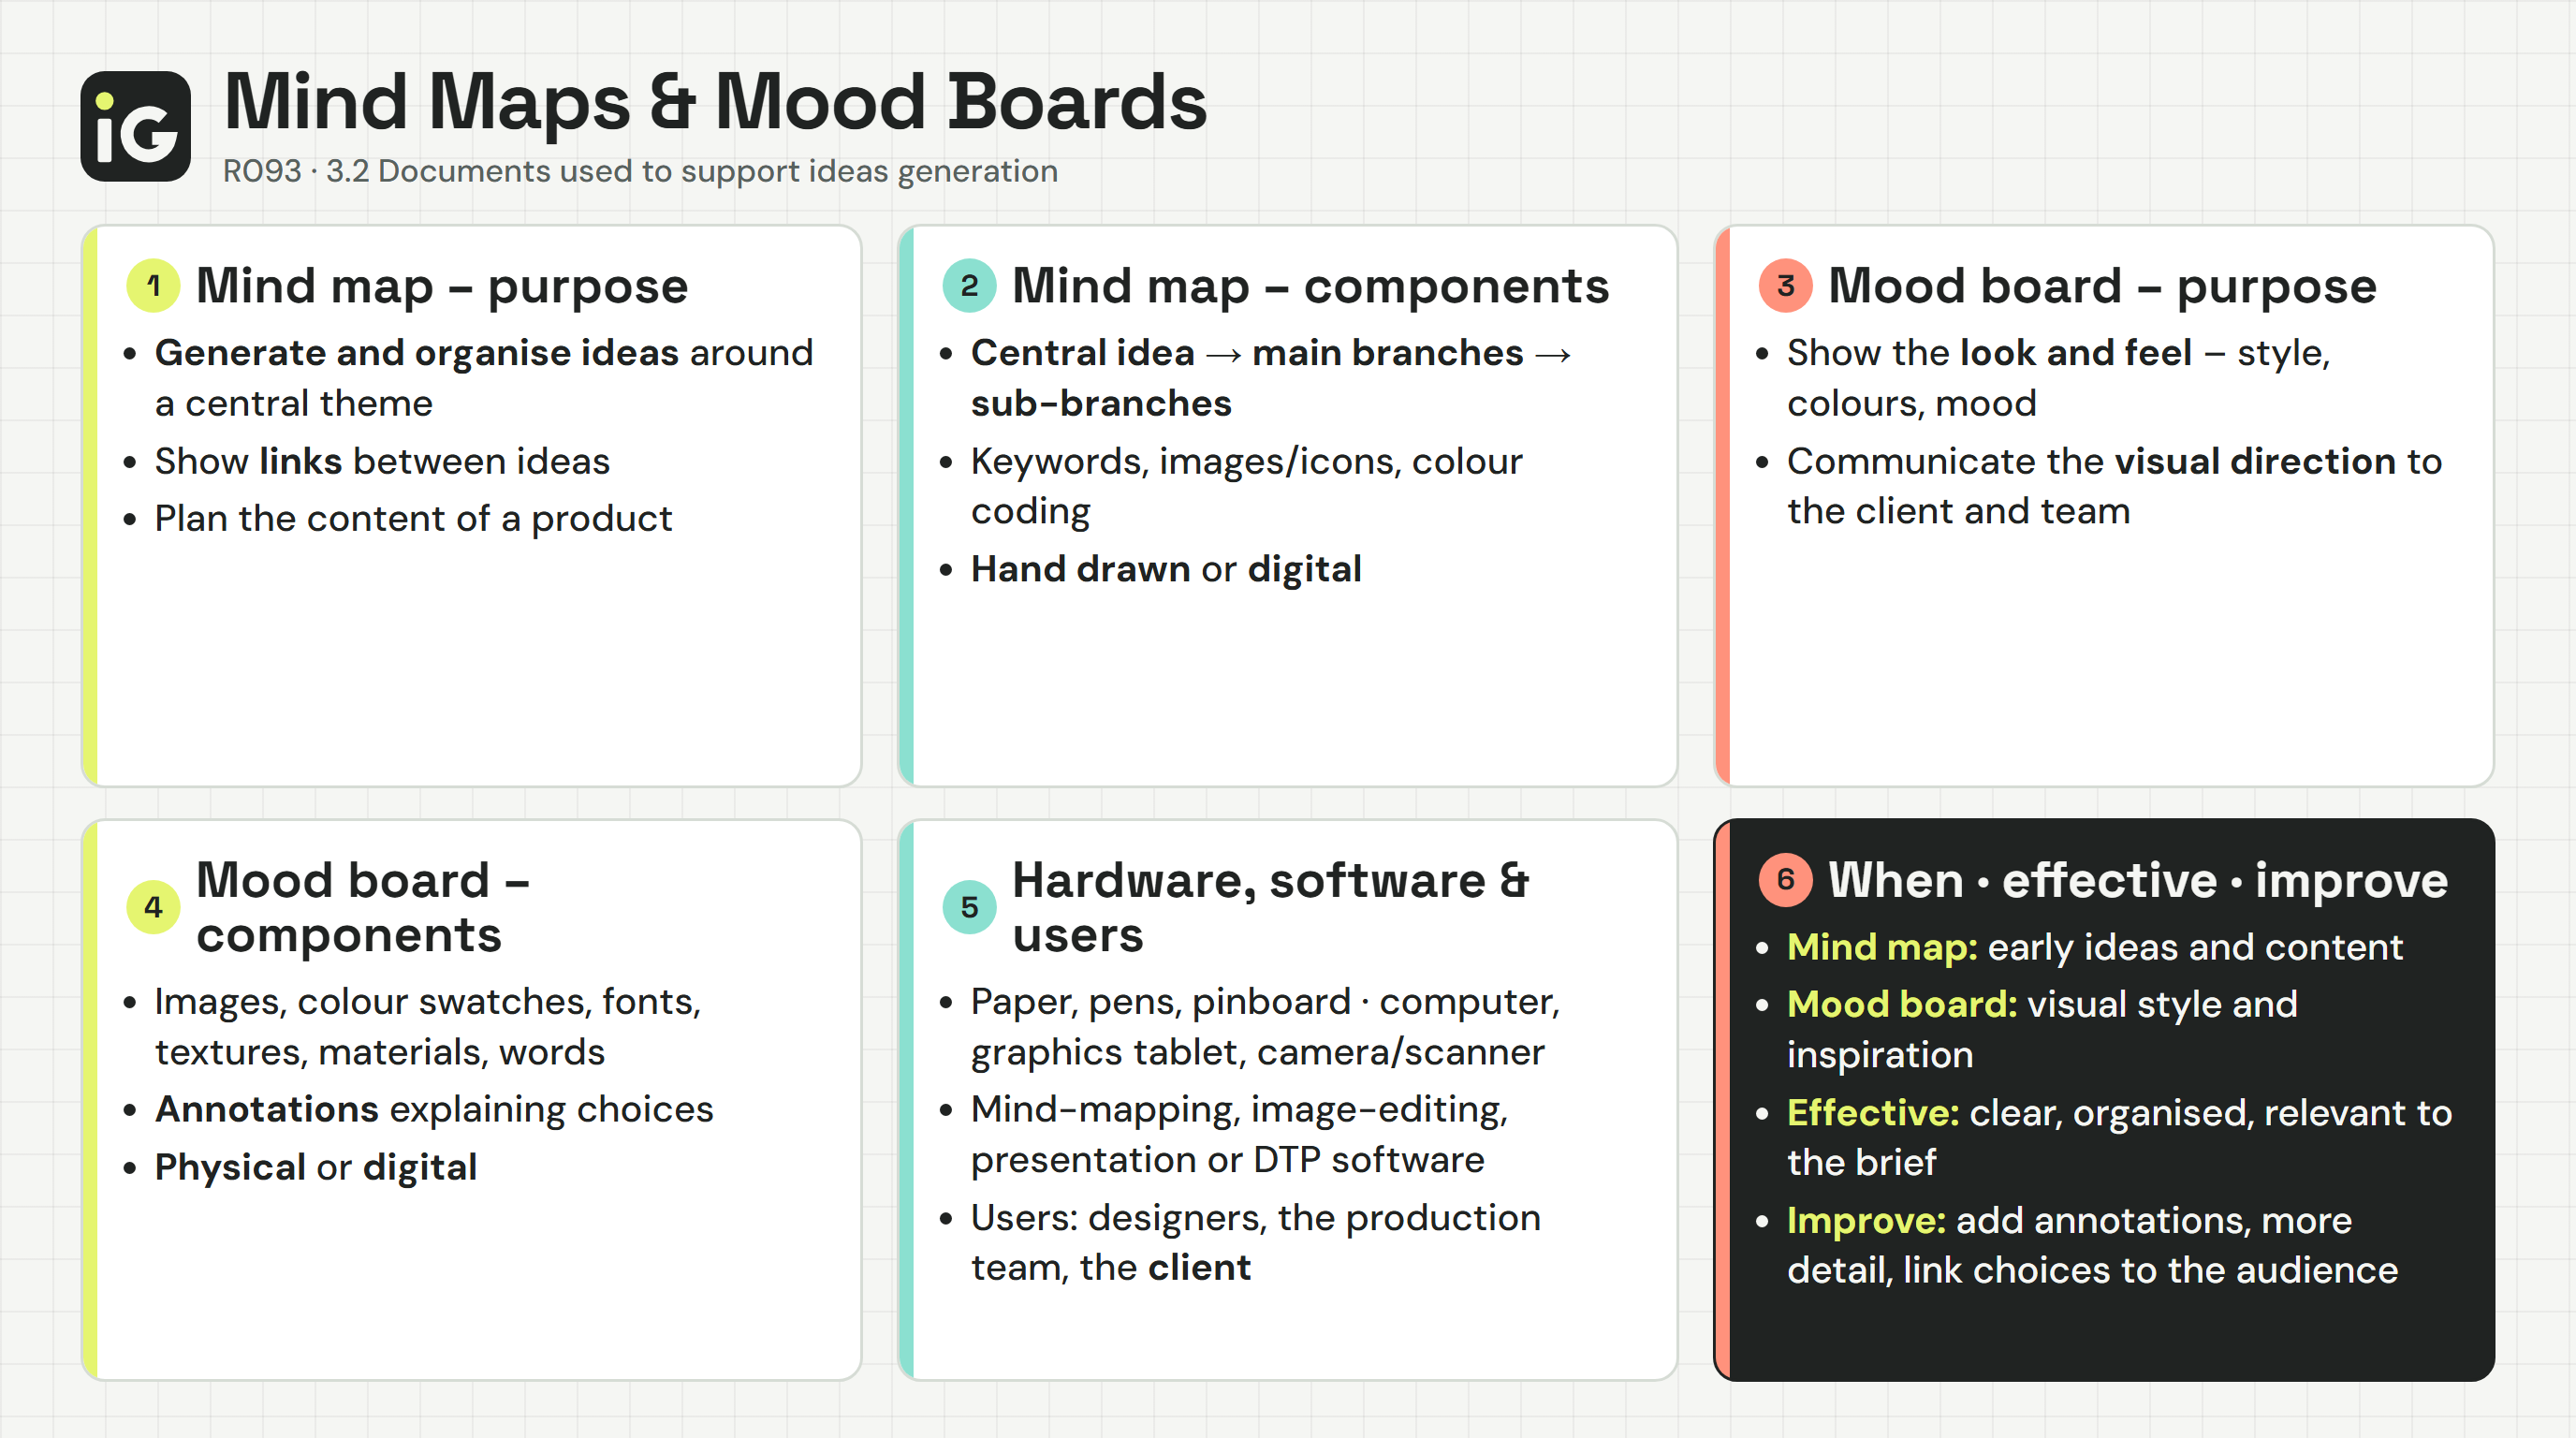 iG
Mind Maps & Mood Boards
R093 · 3.2 Documents used to support ideas generation
1 Mind map – purpose
• Generate and organise ideas around
a central theme
• Show links between ideas
• Plan the content of a product
2 Mind map – components
• Central idea → main branches →
sub-branches
• Keywords, images/icons, colour
coding
• Hand drawn or digital
3 Mood board – purpose
• Show the look and feel – style,
colours, mood
• Communicate the visual direction to
the client and team
4 Mood board –
components
• Images, colour swatches, fonts,
textures, materials, words
• Annotations explaining choices
• Physical or digital
5 Hardware, software &
users
• Paper, pens, pinboard · computer,
graphics tablet, camera/scanner
• Mind-mapping, image-editing,
presentation or DTP software
• Users: designers, the production
team, the client
6 When · effective · improve
• Mind map: early ideas and content
• Mood board: visual style and
inspiration
• Effective: clear, organised, relevant to
the brief
• Improve: add annotations, more
detail, link choices to the audience